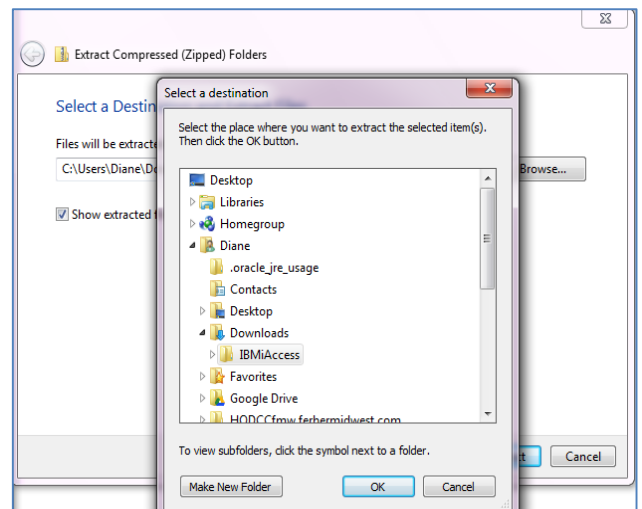 Extract Compressed (Zipped) Folders
Select a destination
Select a Destin
Select the place where you want to extract the selected item(s).
Then click the OK button.
Files will be extracte
C:\Users\Diane\Do
Browse...
Show extracted
Desktop
Libraries
Homegroup
Diane
.oracle_jre_usage
Contacts
Desktop
Downloads
IBMiAccess
Favorites
Google Drive
HODCCfmw.ferhermidwest.com
To view subfolders, click the symbol next to a folder.
Make New Folder
OK
Cancel
Cancel